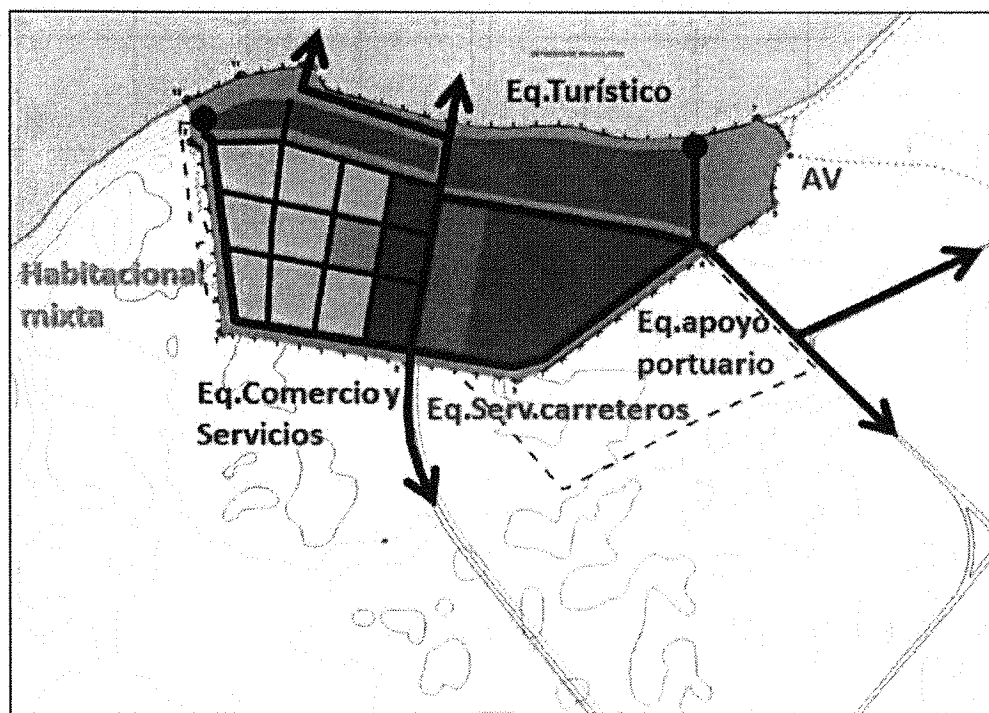 Eq.Turístico
AV
Habitacional
mixta
Eq.apoyo
portuario
Eq.Comercio y
Servicios
Eq.Serv.carreteros